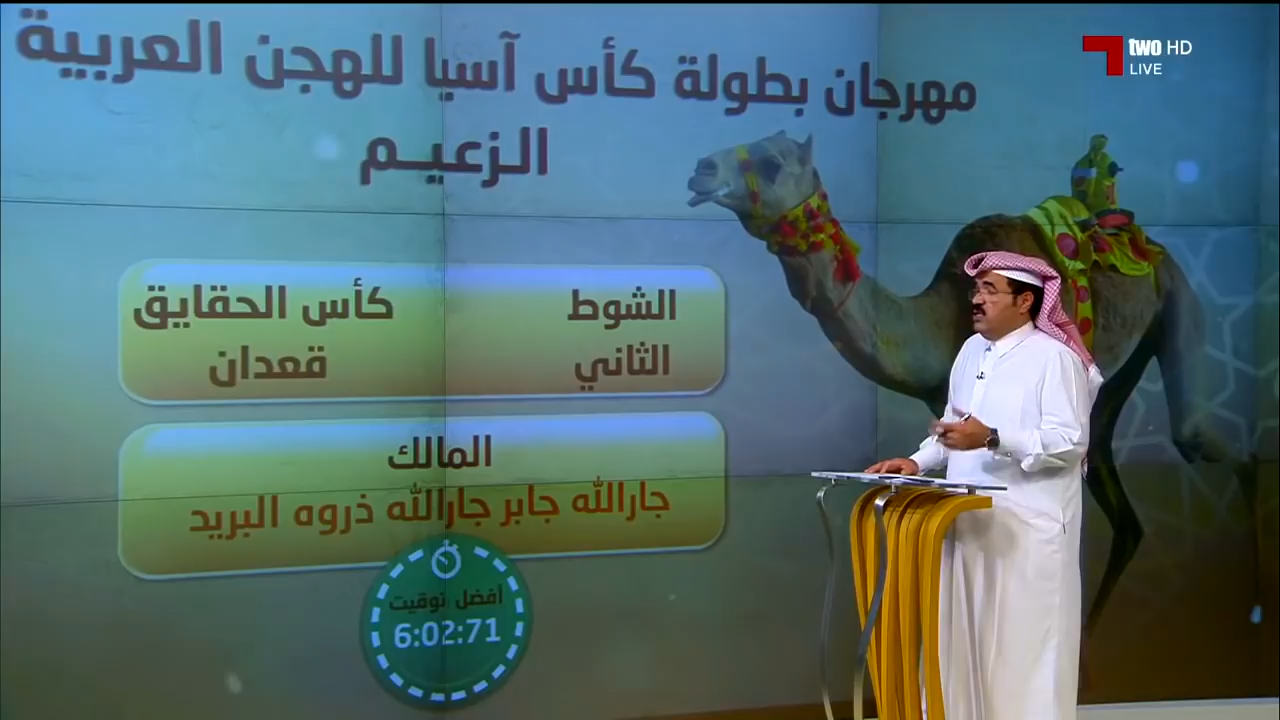 مهرجان بطولة كأس آسيا للهجن العربية
الزعيم
الشوط
الثاني
كأس الحقايق
قعدان
المالك
جارالله جابر جارالله ذروه البريد
أفضل توقيت
6:02:71
two HD
LIVE